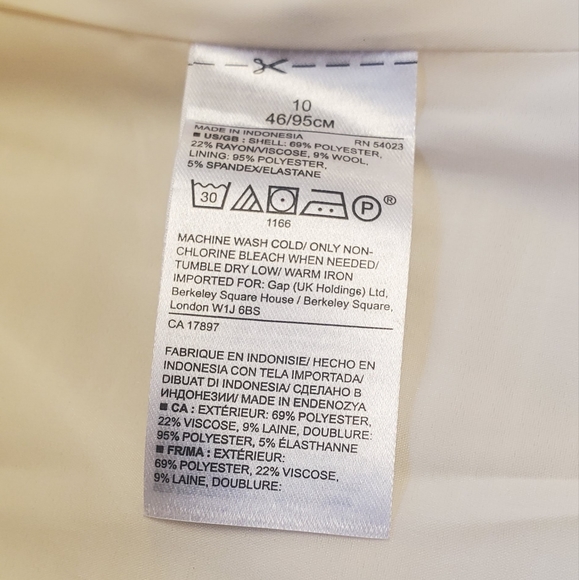 10
46/95CM
MADE IN INDONESIA RN 54023
■ US/GB : SHELL: 69% POLYESTER,
22% RAYON/VISCOSE, 9% WOOL,
LINING: 95% POLYESTER,
5% SPANDEX/ELASTANE
30 P®
1166
MACHINE WASH COLD/ ONLY NON-
CHLORINE BLEACH WHEN NEEDED/
TUMBLE DRY LOW/ WARM IRON
IMPORTED FOR: Gap (UK Holdings) Ltd,
Berkeley Square House / Berkeley Square,
London W1J 6BS
CA 17897
FABRIQUE EN INDONISIE/ HECHO EN
INDONESIA CON TELA IMPORTADA/
DIBUAT DI INDONESIA/ СДЕЛАНО В
ИНДОНЕЗИИ/ MADE IN ENDENOZYA
■ CA : EXTÉRIEUR: 69% POLYESTER,
22% VISCOSE, 9% LAINE, DOUBLURE:
95% POLYESTER, 5% ÉLASTHANNE
■ FR/MA : EXTÉRIEUR:
69% POLYESTER, 22% VISCOSE,
9% LAINE, DOUBLURE: